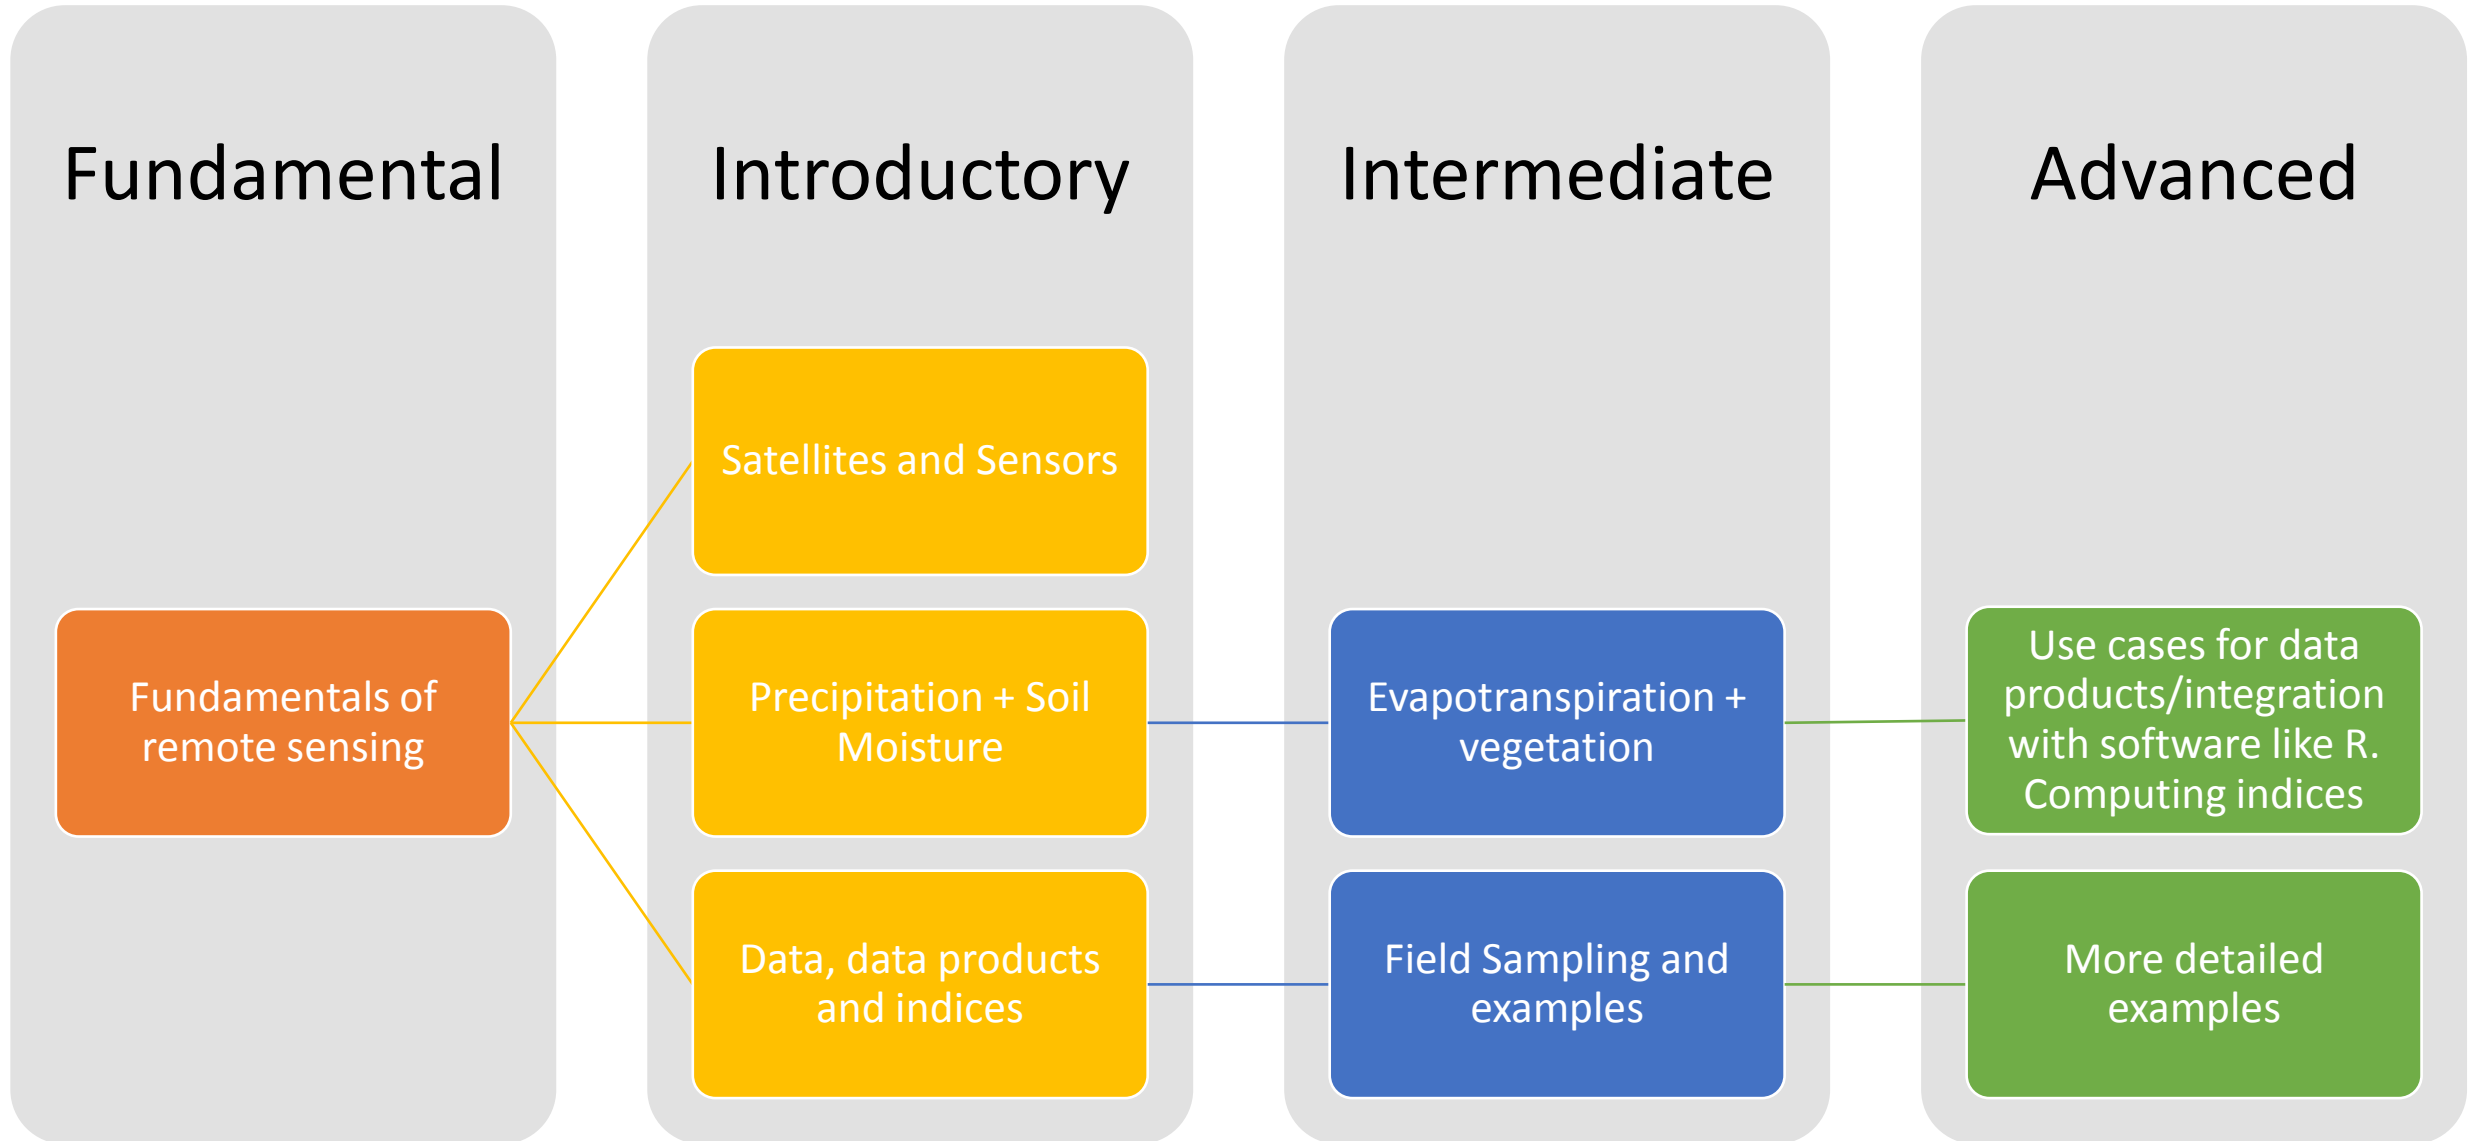 Fundamental
Introductory
Intermediate
Advanced
Fundamentals of
remote sensing
Satellites and Sensors
Precipitation + Soil
Moisture
Data, data products
and indices
Evapotranspiration +
vegetation
Field Sampling and
examples
Use cases for data
products/integration
with software like R.
Computing indices
More detailed
examples